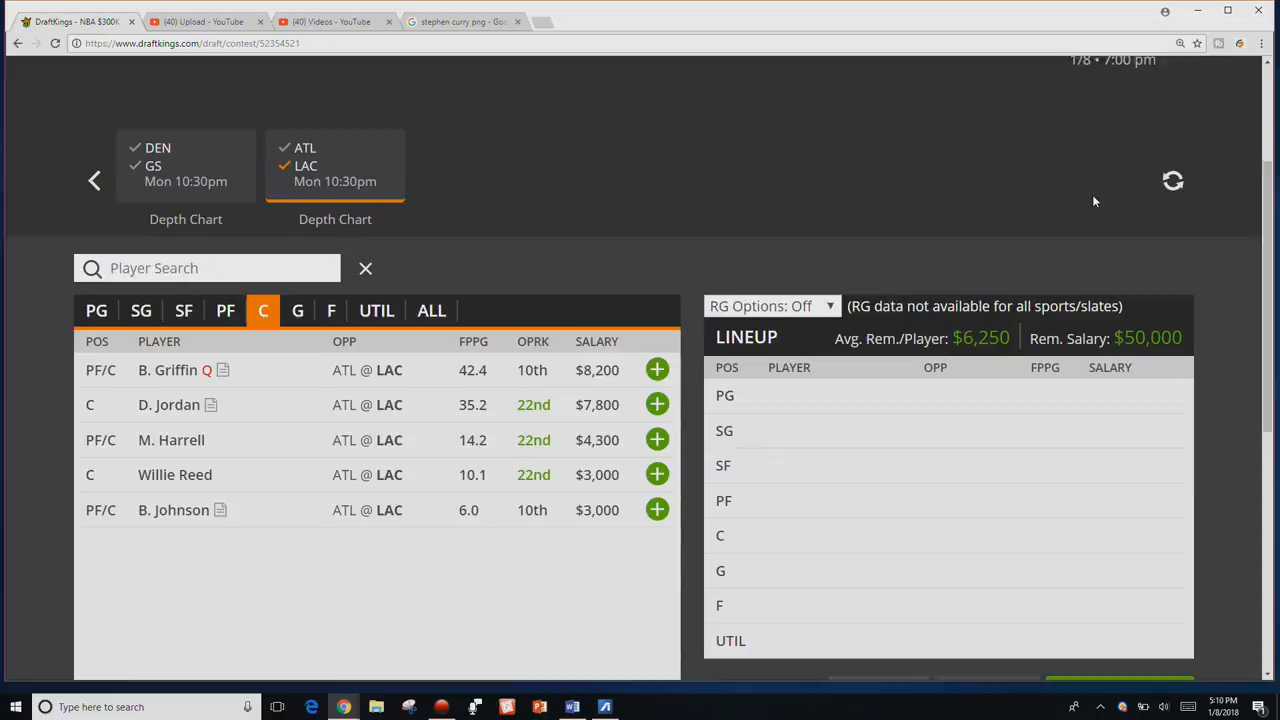 DraftKings - NBA $300K
(40) Upload - YouTube
(40) Videos - YouTube
stephen curry png - Goo
https://www.draftkings.com/draft/contest/52354521
1/8 • 7:00 pm
DEN
GS
Mon 10:30pm
ATL
LAC
Mon 10:30pm
Depth Chart
Depth Chart
Player Search
PG SG SF PF C G F UTIL ALL
POS PLAYER OPP FPPG OPRK SALARY
PF/C B. Griffin Q ATL @ LAC 42.4 10th $8,200
C D. Jordan ATL @ LAC 35.2 22nd $7,800
PF/C M. Harrell ATL @ LAC 14.2 22nd $4,300
C Willie Reed ATL @ LAC 10.1 22nd $3,000
PF/C B. Johnson ATL @ LAC 6.0 10th $3,000
RG Options: Off (RG data not available for all sports/slates)
LINEUP Avg. Rem./Player: $6,250 Rem. Salary: $50,000
POS PLAYER OPP FPPG SALARY
PG
SG
SF
PF
C
G
F
UTIL
Type here to search
5:10 PM
1/8/2018